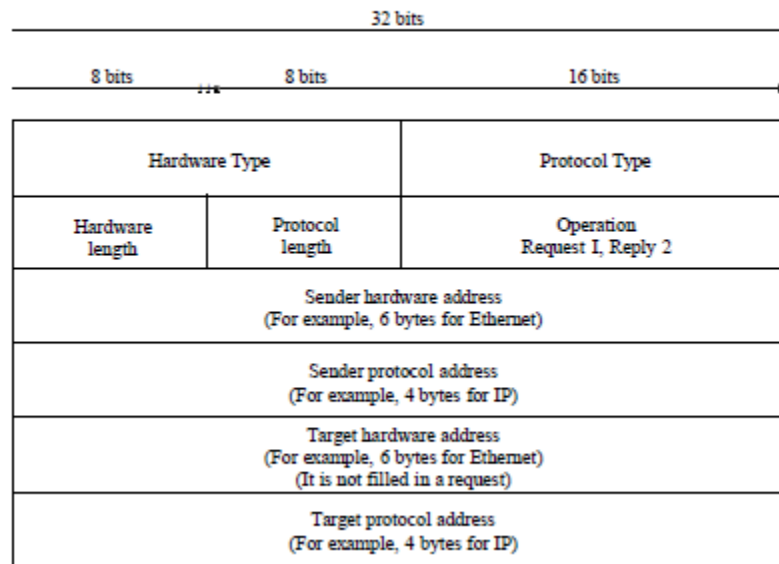 32 bits
8 bits 8 bits 16 bits
Hardware Type Protocol Type
Hardware
length
Protocol
length
Operation
Request I, Reply 2
Sender hardware address
(For example, 6 bytes for Ethernet)
Sender protocol address
(For example, 4 bytes for IP)
Target hardware address
(For example, 6 bytes for Ethernet)
(It is not filled in a request)
Target protocol address
(For example, 4 bytes for IP)